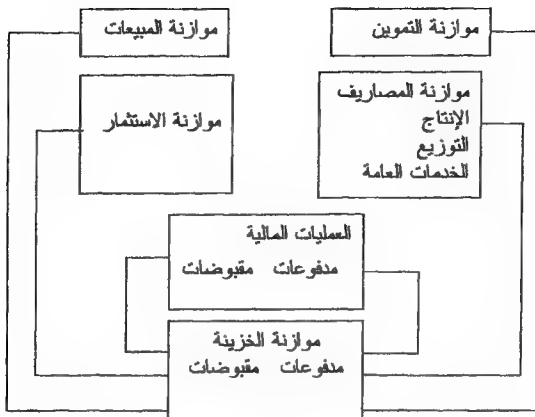 موازنة التموين
موازنة المبيعات
موازنة المصاريف
الإنتاج
التوزيع
الخدمات العامة
موازنة الاستثمار
العمليات المالية
مدفوعات مقبوضات
موازنة الخزينة
مدفوعات مقبوضات